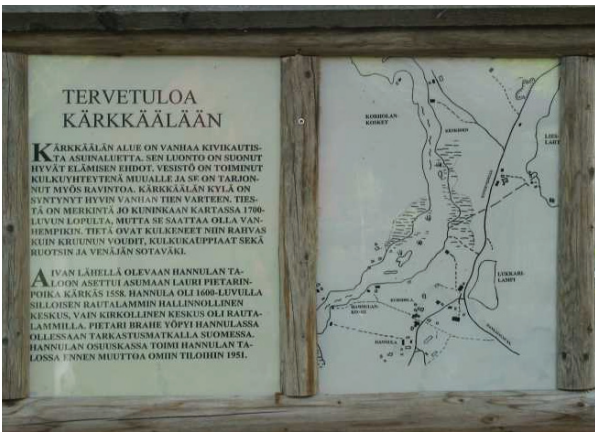 TERVETULOA
KÄRKKÄÄLÄÄN
KÄRKKÄÄLÄN ALUE ON VANHAA KIVIKAUTIS-
TA ASUINALUETTA. SEN LUONTO ON SUONUT
HYVÄT ELÄMISEN EHDOT. VESISTÖ ON TOIMINUT
KULKUYHTEYTENÄ MUUALLE JA SE ON TARJON-
NUT MYÖS RAVINTOA. KÄRKKÄÄLÄN KYLÄ ON
SYNTYNYT HYVIN VANHAN TIEN VARTEEN. TIES-
TÄ ON MERKINTÄ JO KUNINKAAN KARTASSA 1700-
LUVUN LOPULTA, MUTTA SE SAATTAA OLLA VAN-
HEMPIKIN. TIETÄ OVAT KULKENEET NIIN RAHVAS
KUIN KRUUNUN VOUDIT, KULKUKAUPPIAAT SEKÄ
RUOTSIN JA VENÄJÄN SOTAVÄKI.
AIVAN LÄHELLÄ OLEVAAN HANNULAN TA-
LOON ASETTUI ASUMAAN LAURI PIETARIN-
POIKA KÄRKÄS 1558. HANNULA OLI 1600-LUVULLA
SILLOISEN RAUTALAMMIN HALLINNOLLINEN
KESKUS, VAIN KIRKOLLINEN KESKUS OLI RAUTA-
LAMMILLA. PIETARI BRAHE YÖPYI HANNULASSA
OLLESSAAN TARKASTUSMATKALLA SUOMESSA.
HANNULAN OSUUSKASSA TOIMI HANNULAN TA-
LOSSA ENNEN MUUTTOA OMIIN TILOIHIN 1951.
KOSKET
LAHTI
LAMPI
HANNULAN-
HANNULA